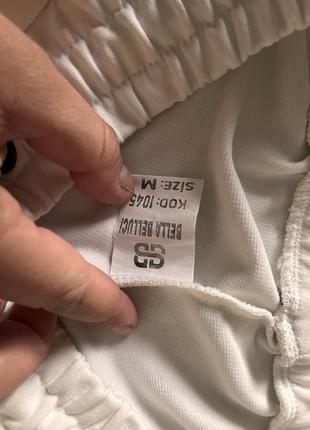 BELLA BELLUCI
KOD: 1045
SIZE: M